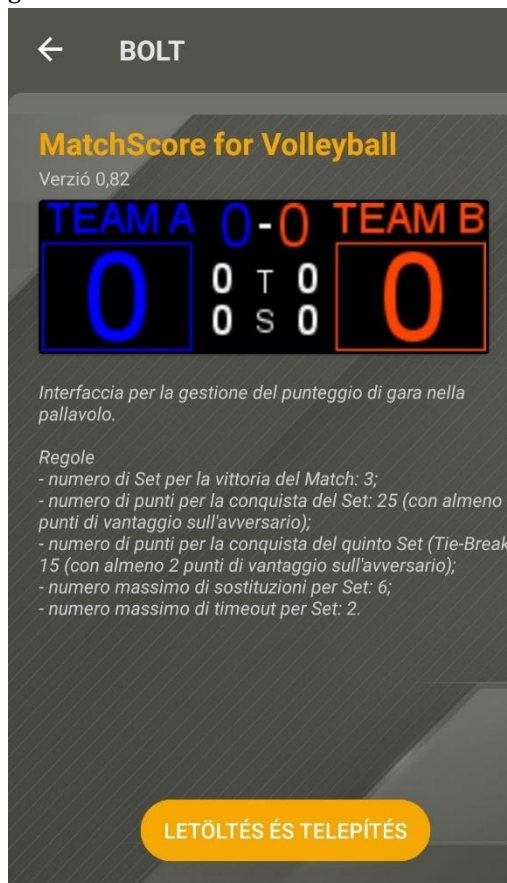 BOLT
MatchScore for Volleyball
Verzió 0,82
TEAM A 0-0 TEAM B
0 0 T 0 0
0 S 0
Interfaccia per la gestione del punteggio di gara nella
pallavolo.
Regole
- numero di Set per la vittoria del Match: 3;
- numero di punti per la conquista del Set: 25 (con almeno
punti di vantaggio sull'avversario);
- numero di punti per la conquista del quinto Set (Tie-Break
15 (con almeno 2 punti di vantaggio sull'avversario);
- numero massimo di sostituzioni per Set: 6;
- numero massimo di timeout per Set: 2.
LETÖLTÉS ÉS TELEPÍTÉS